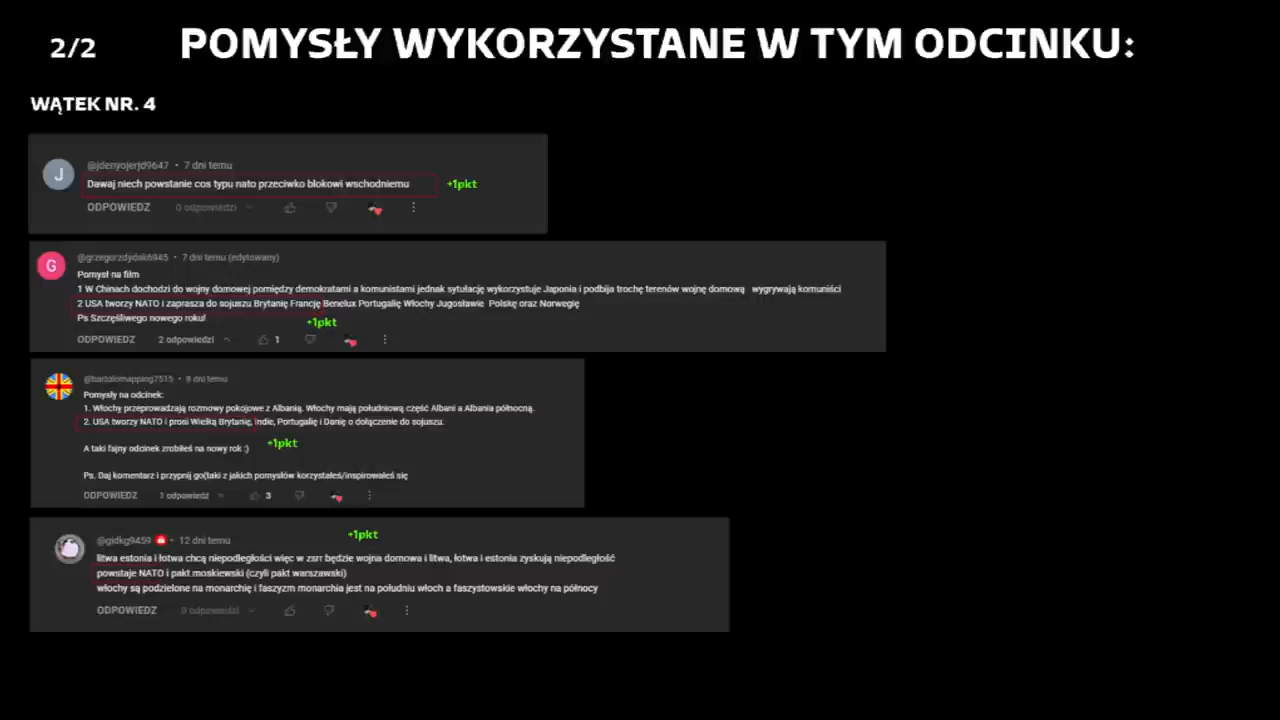 2/2 POMYSŁY WYKORZYSTANE W TYM ODCINKU:
WĄTEK NR. 4
@jdenyojerjd9647 • 7 dni temu
J
Dawaj niech powstanie cos typu nato przeciwko blokowi wschodniemu +1pkt
ODPOWIEDZ 0 odpowiedzi
@grzegorzdydak6945 • 7 dni temu (edytowany)
G
Pomysł na film
1 W Chinach dochodzi do wojny domowej pomiędzy demokratami a komunistami jednak sytulację wykorzystuje Japonia i podbija trochę terenów wojnę domową wygrywają komuniści
2 USA tworzy NATO i zaprasza do sojuszu Brytanię Francję Benelux Portugalię Włochy Jugosławie Polskę oraz Norwegię
Ps Szczęśliwego nowego roku! +1pkt
ODPOWIEDZ 2 odpowiedzi 1
@bartolomapping7515 • 8 dni temu
Pomysły na odcinek:
1. Włochy przeprowadzają rozmowy pokojowe z Albanią. Włochy mają południową część Albani a Albania północną.
2. USA tworzy NATO i prosi Wielką Brytanię, Indie, Portugalię i Danię o dołączenie do sojuszu.
A taki fajny odcinek zrobiłeś na nowy rok :) +1pkt
Ps. Daj komentarz i przypnij go(taki z jakich pomysłów korzystałeś/inspirowałeś się
ODPOWIEDZ 1 odpowiedź 3
@gidkg9459 • 12 dni temu +1pkt
litwa estonia i łotwa chcą niepodległości więc w zsrr będzie wojna domowa i litwa, łotwa i estonia zyskują niepodległość
powstaje NATO i pakt moskiewski (czyli pakt warszawski)
włochy są podzielone na monarchię i faszyzm monarchia jest na południu włoch a faszystowskie włochy na północy
ODPOWIEDZ 0 odpowiedzi